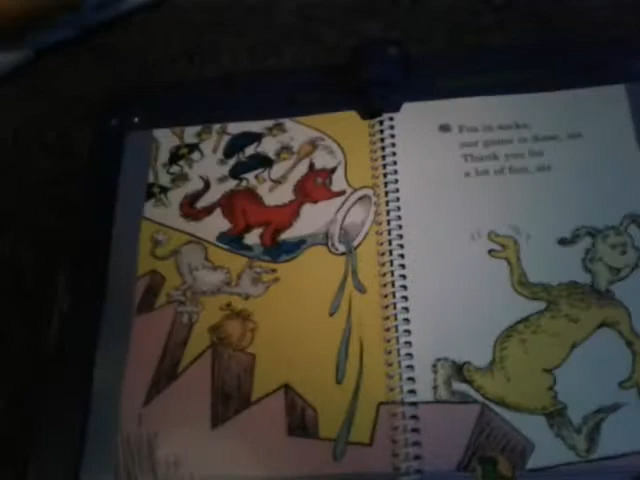 Fox in socks,
our game is done, sir.
Thank you for
a lot of fun, sir.